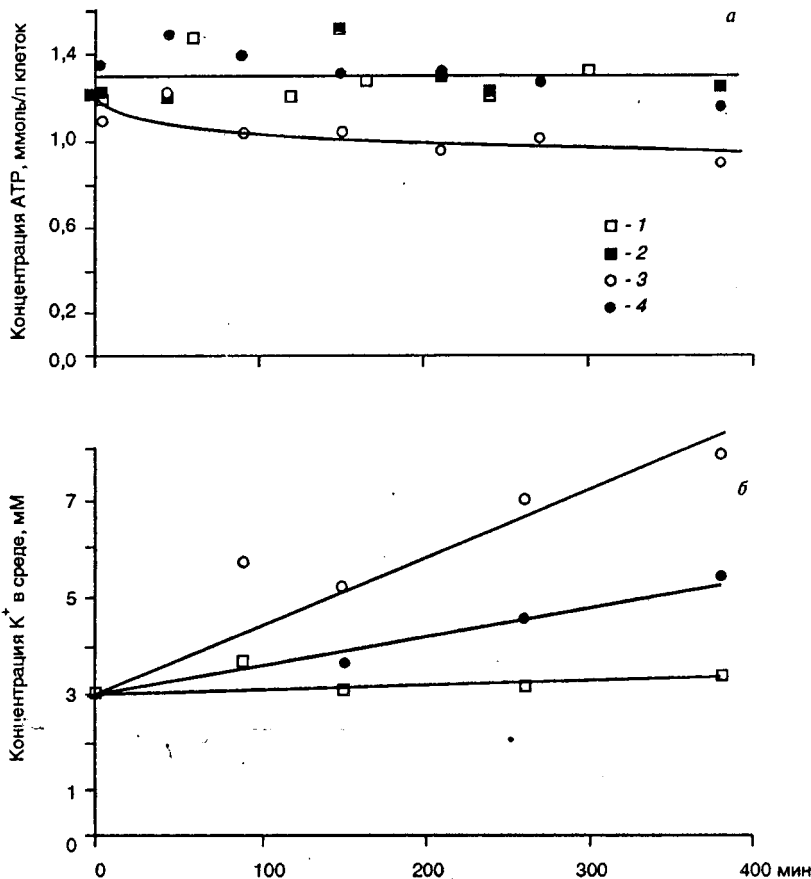 а
Концентрация АТР, ммоль/л клеток
1,4
1,0
0,6
0,2
0,0
- 1
- 2
- 3
- 4
б
Концентрация К⁺ в среде, мМ
7
5
3
1
0
0 100 200 300 400 мин